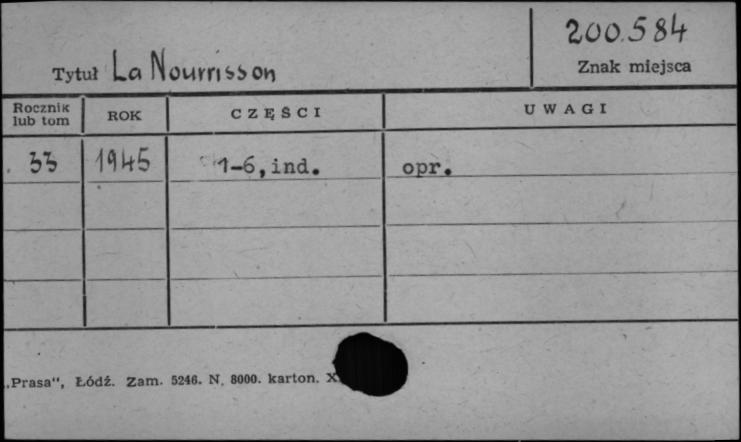 200.584
Tytuł La Nourrisson
Znak miejsca
Rocznik lub tom ROK CZĘŚCI UWAGI
33 1945 1-6, ind. opr.
„Prasa“, Łódź. Zam. 5246. N. 8000. karton. X